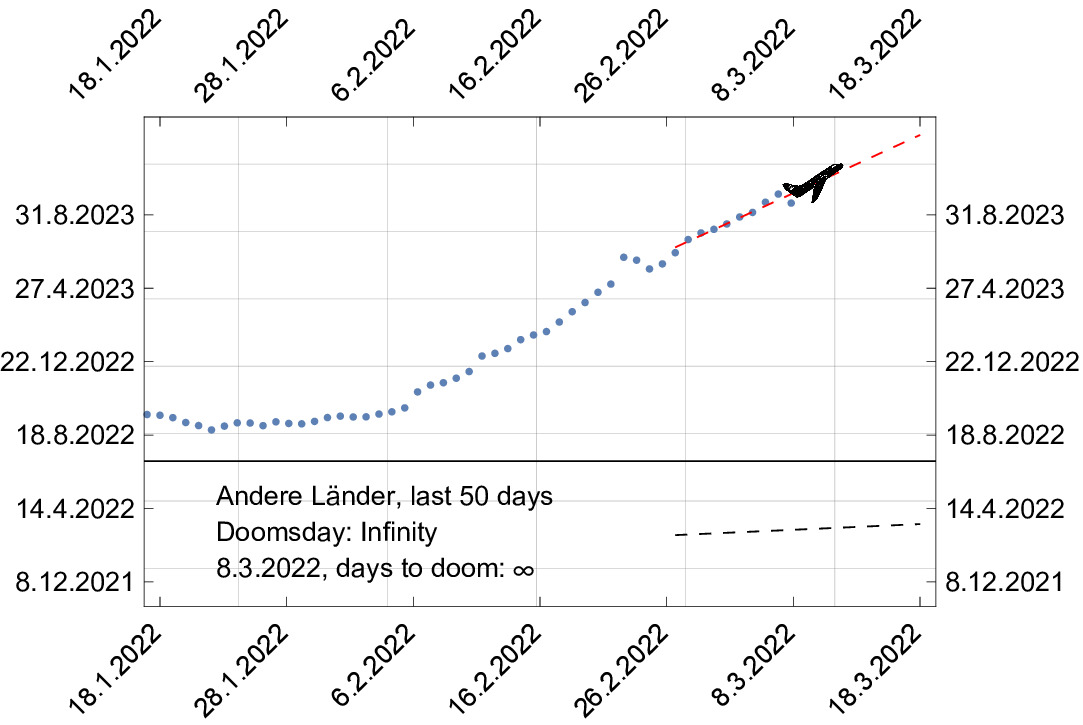 18.1.2022 28.1.2022 6.2.2022 16.2.2022 26.2.2022 8.3.2022 18.3.2022
31.8.2023 31.8.2023
27.4.2023 27.4.2023
22.12.2022 22.12.2022
18.8.2022 18.8.2022
Andere Länder, last 50 days
14.4.2022 14.4.2022
Doomsday: Infinity
8.3.2022, days to doom: ∞
8.12.2021 8.12.2021
18.1.2022 28.1.2022 6.2.2022 16.2.2022 26.2.2022 8.3.2022 18.3.2022